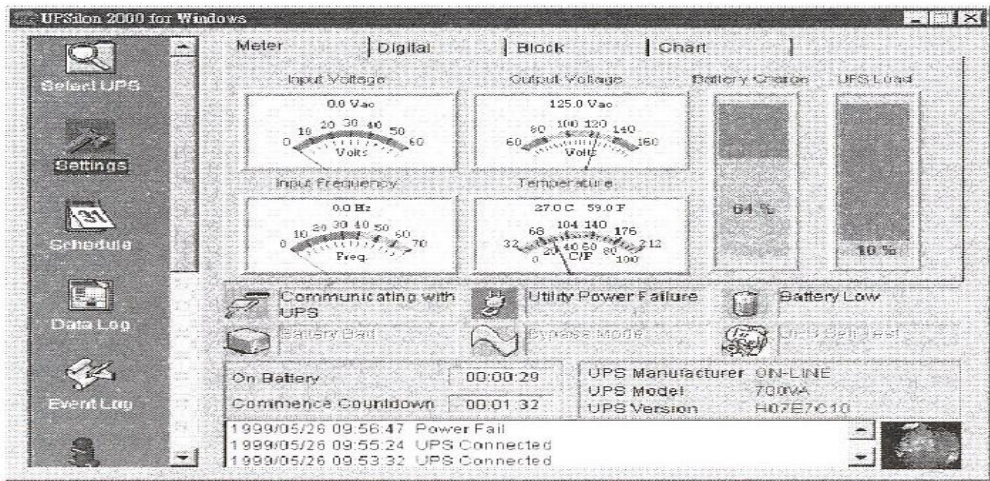 UPSilon 2000 for Windows
Meter Digital Block Chart
Select UPS
Settings
Schedule
Data Log
Event Log
Input Voltage
0.0 Vac
0 10 20 30 40 50 60
Volts
Output Voltage
125.0 Vac
60 80 100 120 140 160
Volts
Battery Charge
64 %
UPS Load
10 %
Input Frequency
0.0 Hz
0 10 20 30 40 50 60 70
Freq.
Temperature
27.0 C 59.0 F
32 68 104 140 176 212
0 20 40 60 80 100
C/F
Communicating with
UPS
Utility Power Failure
Battery Low
Battery Bad
Bypass Mode
UPS Self Test
On Battery 00:00:29
Commence Countdown 00:01:32
UPS Manufacturer ON-LINE
UPS Model 700VA
UPS Version H07E7C10
1999/05/26 09:56:47 Power Fail
1999/05/26 09:55:24 UPS Connected
1999/05/26 09:53:32 UPS Connected